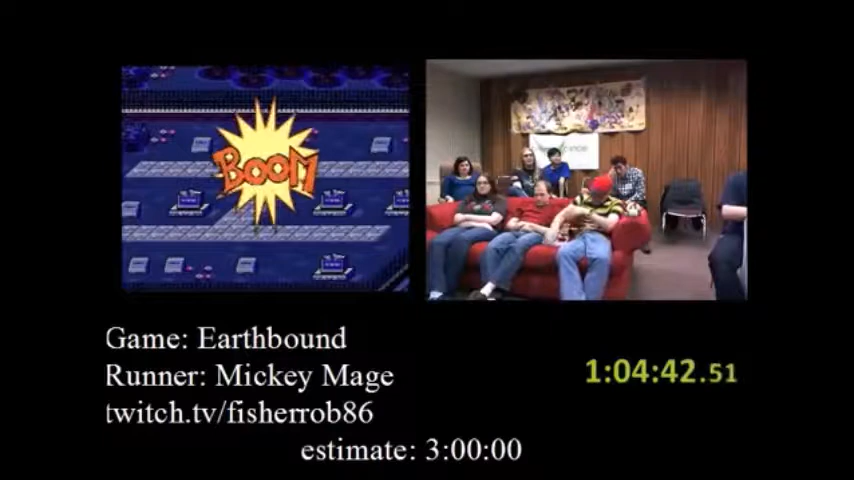 BOOM
Game: Earthbound
Runner: Mickey Mage
twitch.tv/fisherrob86
1:04:42.51
estimate: 3:00:00